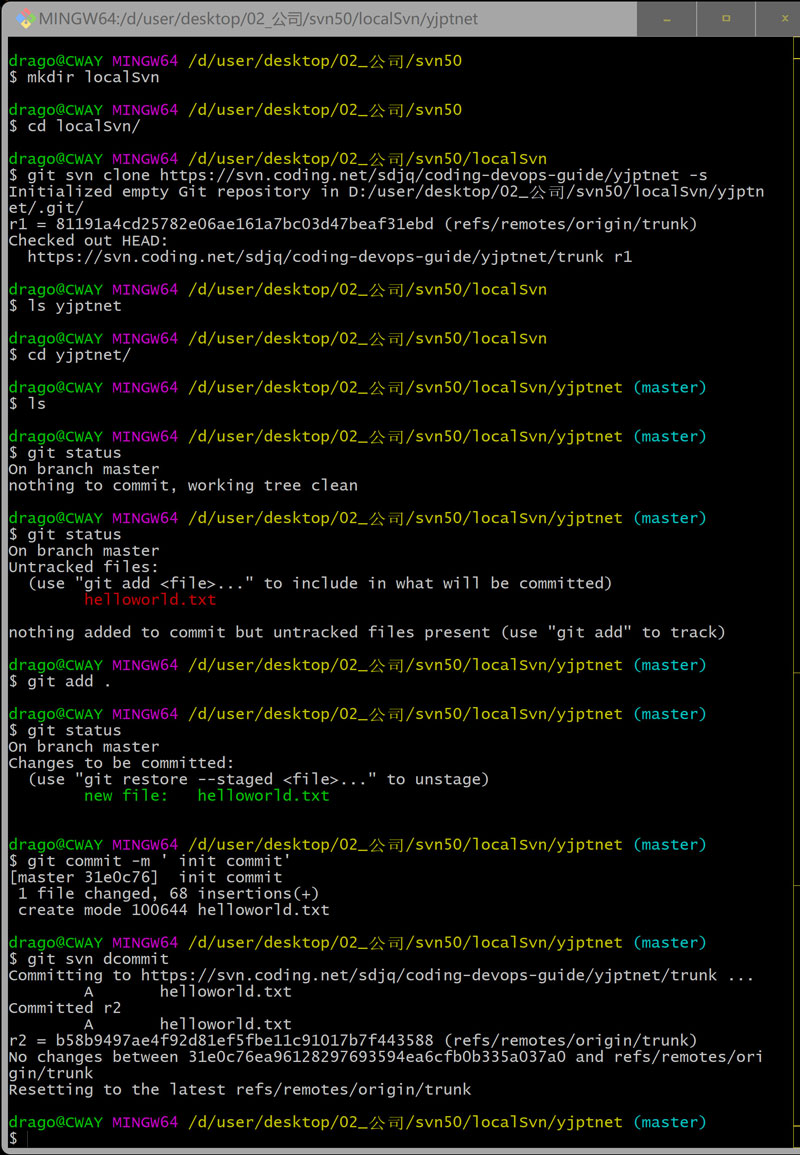 MINGW64:/d/user/desktop/02_公司/svn50/localSvn/yjptnet
drago@CWAY MINGW64 /d/user/desktop/02_公司/svn50
$ mkdir localSvn
drago@CWAY MINGW64 /d/user/desktop/02_公司/svn50
$ cd localSvn/
drago@CWAY MINGW64 /d/user/desktop/02_公司/svn50/localSvn
$ git svn clone https://svn.coding.net/sdjq/coding-devops-guide/yjptnet -s
Initialized empty Git repository in D:/user/desktop/02_公司/svn50/localSvn/yjptn
et/.git/
r1 = 81191a4cd25782e06ae161a7bc03d47beaf31ebd (refs/remotes/origin/trunk)
Checked out HEAD:
  https://svn.coding.net/sdjq/coding-devops-guide/yjptnet/trunk r1
drago@CWAY MINGW64 /d/user/desktop/02_公司/svn50/localSvn
$ ls yjptnet
drago@CWAY MINGW64 /d/user/desktop/02_公司/svn50/localSvn
$ cd yjptnet/
drago@CWAY MINGW64 /d/user/desktop/02_公司/svn50/localSvn/yjptnet (master)
$ ls
drago@CWAY MINGW64 /d/user/desktop/02_公司/svn50/localSvn/yjptnet (master)
$ git status
On branch master
nothing to commit, working tree clean
drago@CWAY MINGW64 /d/user/desktop/02_公司/svn50/localSvn/yjptnet (master)
$ git status
On branch master
Untracked files:
  (use "git add <file>..." to include in what will be committed)
        helloworld.txt
nothing added to commit but untracked files present (use "git add" to track)
drago@CWAY MINGW64 /d/user/desktop/02_公司/svn50/localSvn/yjptnet (master)
$ git add .
drago@CWAY MINGW64 /d/user/desktop/02_公司/svn50/localSvn/yjptnet (master)
$ git status
On branch master
Changes to be committed:
  (use "git restore --staged <file>..." to unstage)
        new file:   helloworld.txt
drago@CWAY MINGW64 /d/user/desktop/02_公司/svn50/localSvn/yjptnet (master)
$ git commit -m ' init commit'
[master 31e0c76]  init commit
 1 file changed, 68 insertions(+)
 create mode 100644 helloworld.txt
drago@CWAY MINGW64 /d/user/desktop/02_公司/svn50/localSvn/yjptnet (master)
$ git svn dcommit
Committing to https://svn.coding.net/sdjq/coding-devops-guide/yjptnet/trunk ...
        A       helloworld.txt
Committed r2
        A       helloworld.txt
r2 = b58b9497ae4f92d81ef5fbe11c91017b7f443588 (refs/remotes/origin/trunk)
No changes between 31e0c76ea96128297693594ea6cfb0b335a037a0 and refs/remotes/ori
gin/trunk
Resetting to the latest refs/remotes/origin/trunk
drago@CWAY MINGW64 /d/user/desktop/02_公司/svn50/localSvn/yjptnet (master)
$